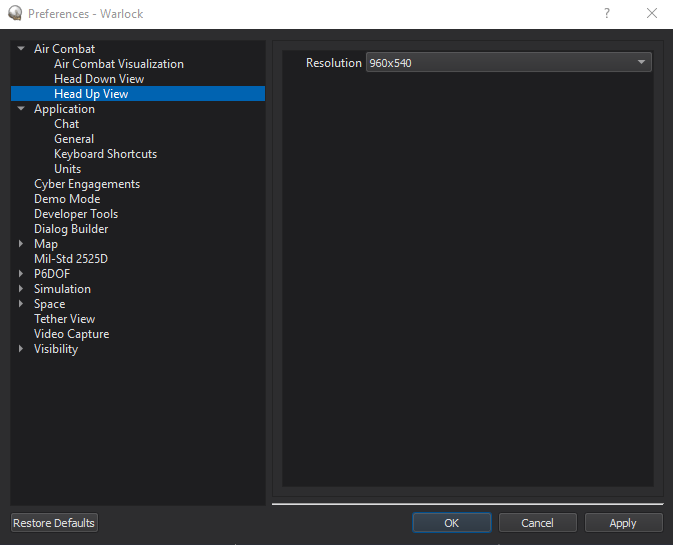 Preferences - Warlock
Air Combat
Air Combat Visualization
Head Down View
Head Up View
Application
Chat
General
Keyboard Shortcuts
Units
Cyber Engagements
Demo Mode
Developer Tools
Dialog Builder
Map
Mil-Std 2525D
P6DOF
Simulation
Space
Tether View
Video Capture
Visibility
Resolution 960x540
Restore Defaults
OK
Cancel
Apply